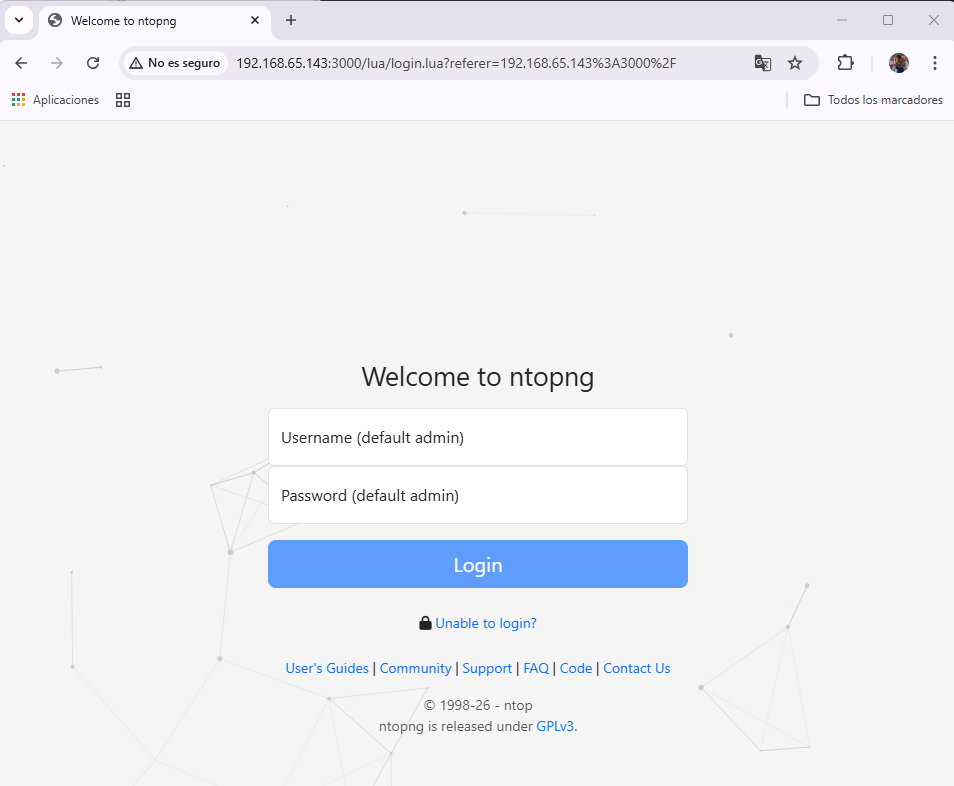 Welcome to ntopng
No es seguro 192.168.65.143:3000/lua/login.lua?referer=192.168.65.143%3A3000%2F
Aplicaciones Todos los marcadores
Welcome to ntopng
Username (default admin)
Password (default admin)
Login
Unable to login?
User's Guides | Community | Support | FAQ | Code | Contact Us
© 1998-26 - ntop
ntopng is released under GPLv3.